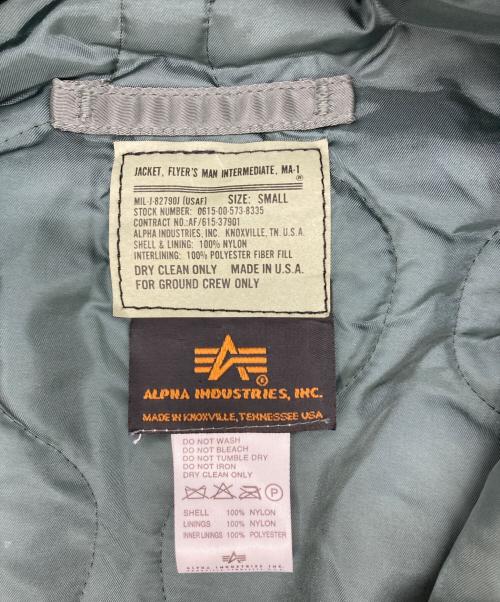 JACKET, FLYER'S MAN INTERMEDIATE, MA-1
®
MIL-J-82790J (USAF) SIZE: SMALL
STOCK NUMBER: 0615-00-573-8335
CONTRACT NO.: AF/615-37901
ALPHA INDUSTRIES, INC. KNOXVILLE, TN. U.S.A.
SHELL & LINING: 100% NYLON
INTERLINING: 100% POLYESTER FIBER FILL
DRY CLEAN ONLY MADE IN U.S.A.
FOR GROUND CREW ONLY
®
ALPHA INDUSTRIES, INC.
MADE IN KNOXVILLE, TENNESSEE USA
DO NOT WASH
DO NOT BLEACH
DO NOT TUMBLE DRY
DO NOT IRON
DRY CLEAN ONLY
P
SHELL 100% NYLON
LININGS 100% NYLON
INNER LININGS 100% POLYESTER
ALPHA INDUSTRIES INC